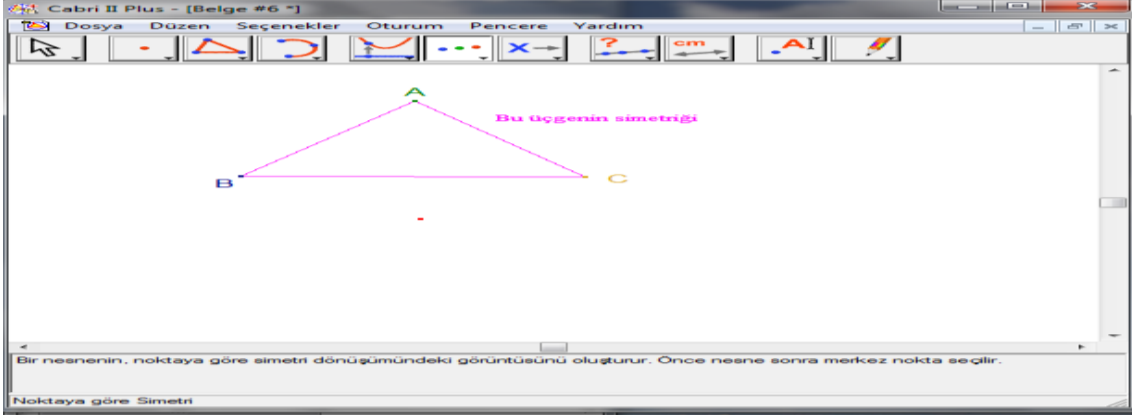 Cabri II Plus - [Belge #6 *]
Dosya Düzen Seçenekler Oturum Pencere Yardım
? cm AI
A
Bu üçgenin simetriği
B C
Bir nesnenin, noktaya göre simetri dönüşümündeki görüntüsünü oluşturur. Önce nesne sonra merkez nokta seçilir.
Noktaya göre Simetri